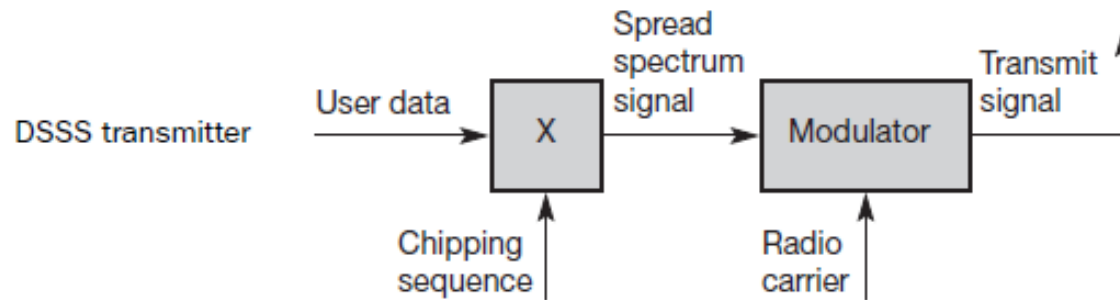 DSSS transmitter
User data
X
Spread
spectrum
signal
Modulator
Transmit
signal
Chipping
sequence
Radio
carrier